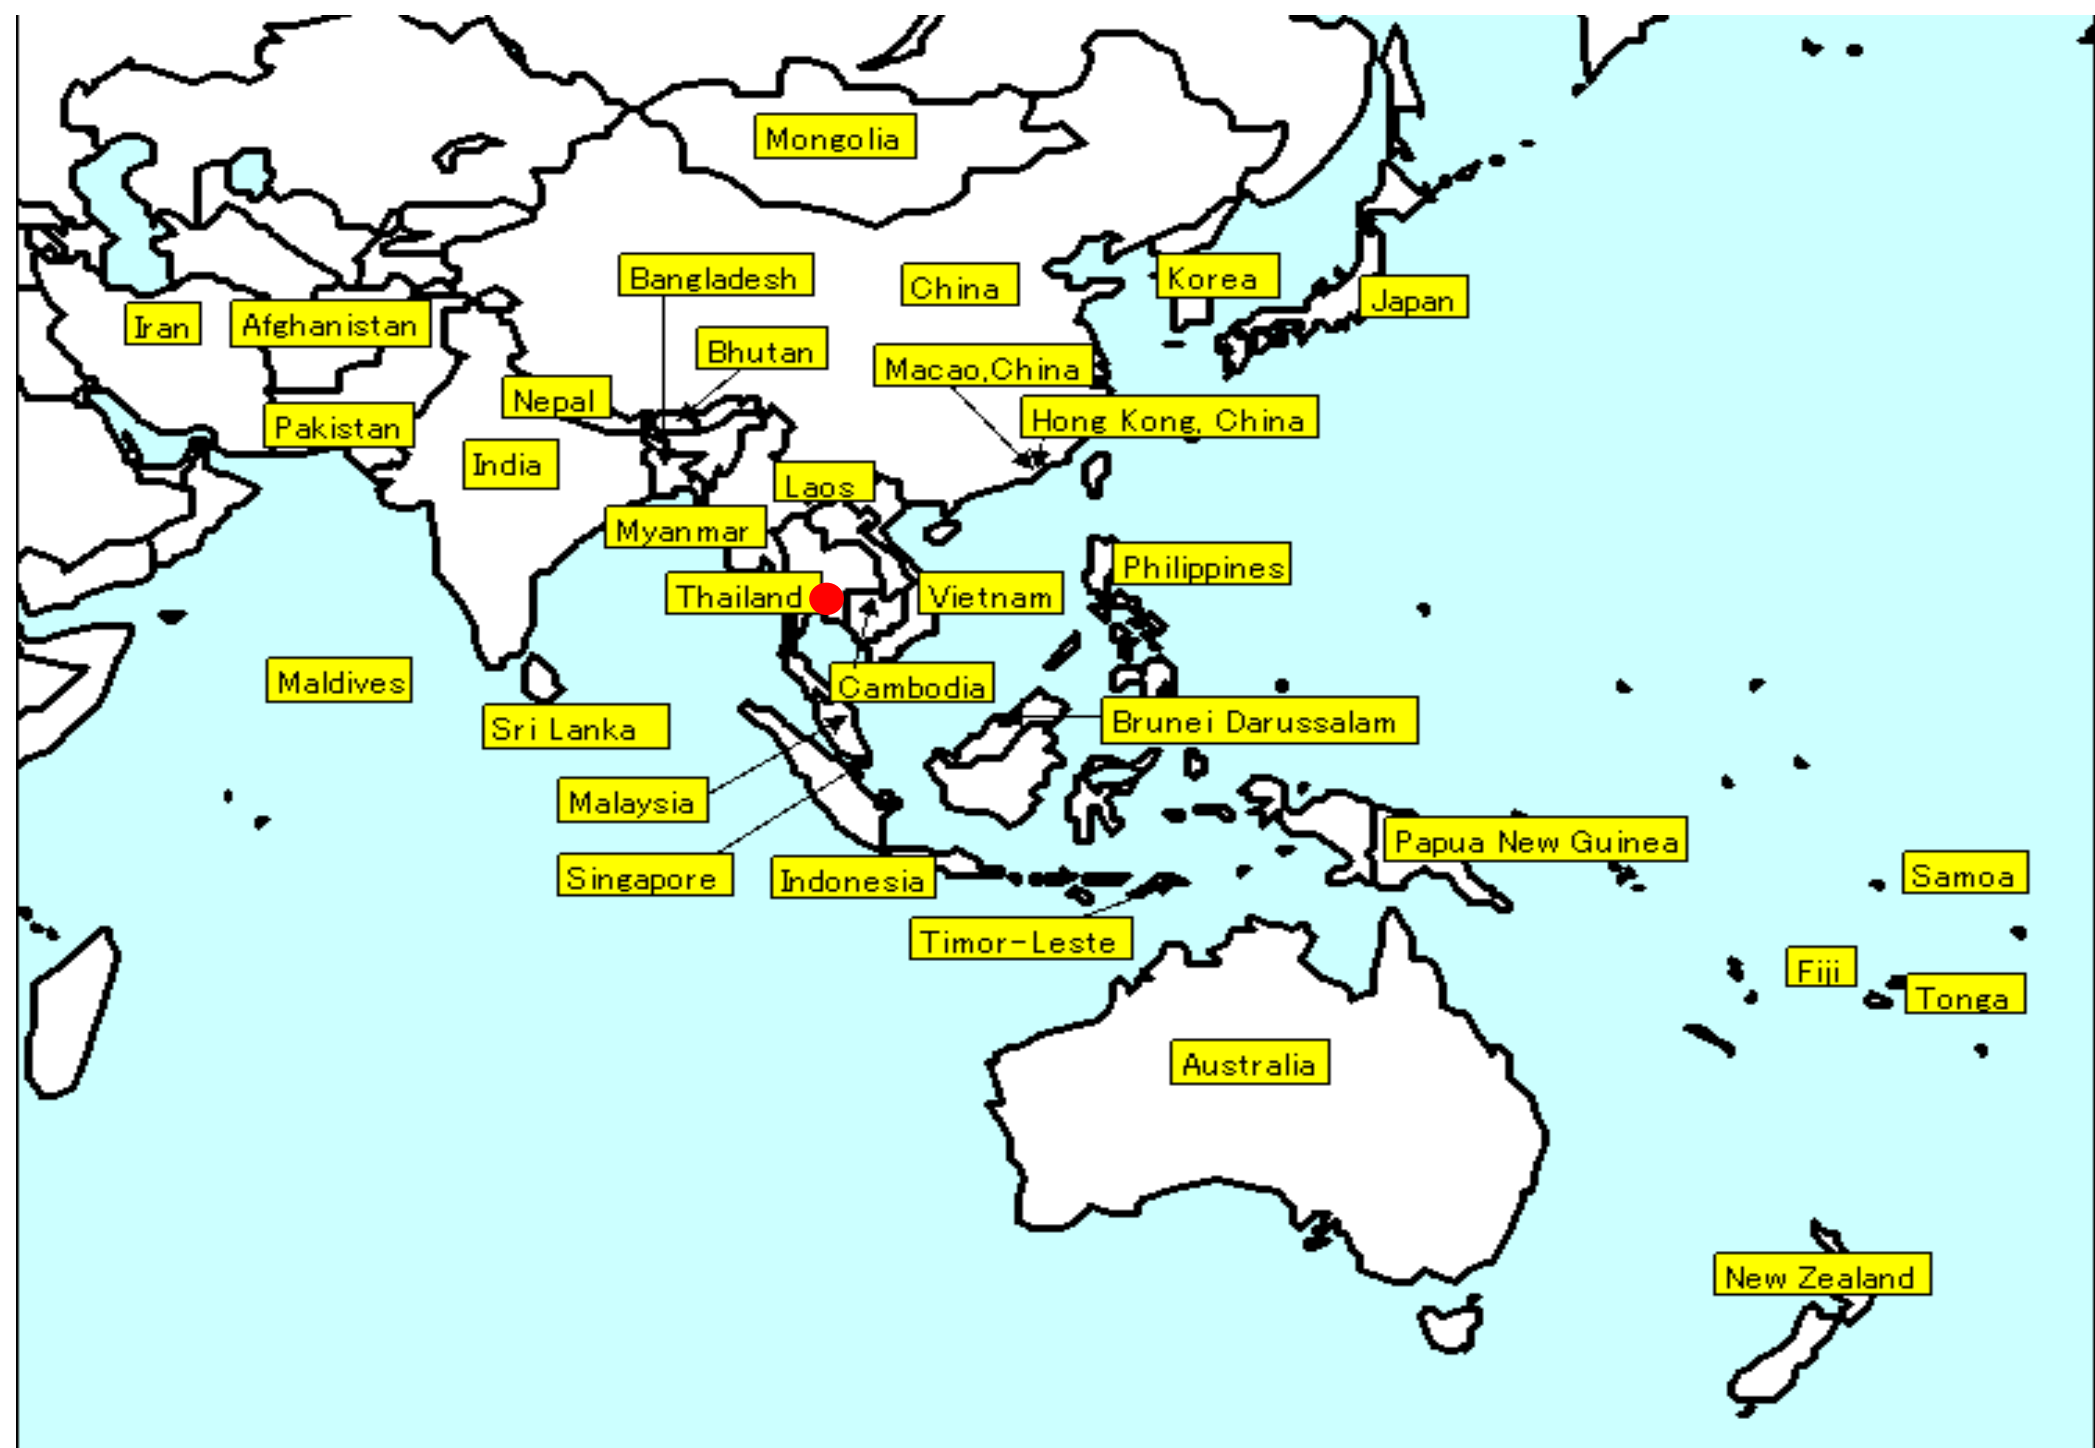 Mongolia
Bangladesh
China
Korea
Japan
Iran
Afghanistan
Bhutan
Macao,China
Nepal
Hong Kong, China
Pakistan
India
Laos
Myanmar
Philippines
Thailand
Vietnam
Maldives
Cambodia
Sri Lanka
Brunei Darussalam
Malaysia
Papua New Guinea
Singapore
Indonesia
Samoa
Timor-Leste
Fiji
Tonga
Australia
New Zealand